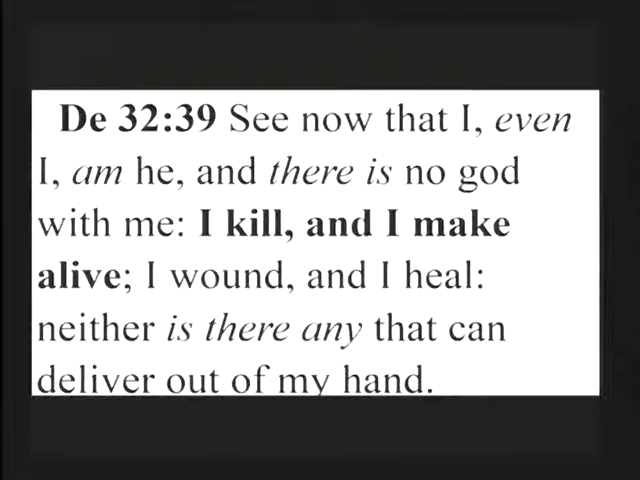 De 32:39 See now that I, even
I, am he, and there is no god
with me: I kill, and I make
alive; I wound, and I heal:
neither is there any that can
deliver out of my hand.